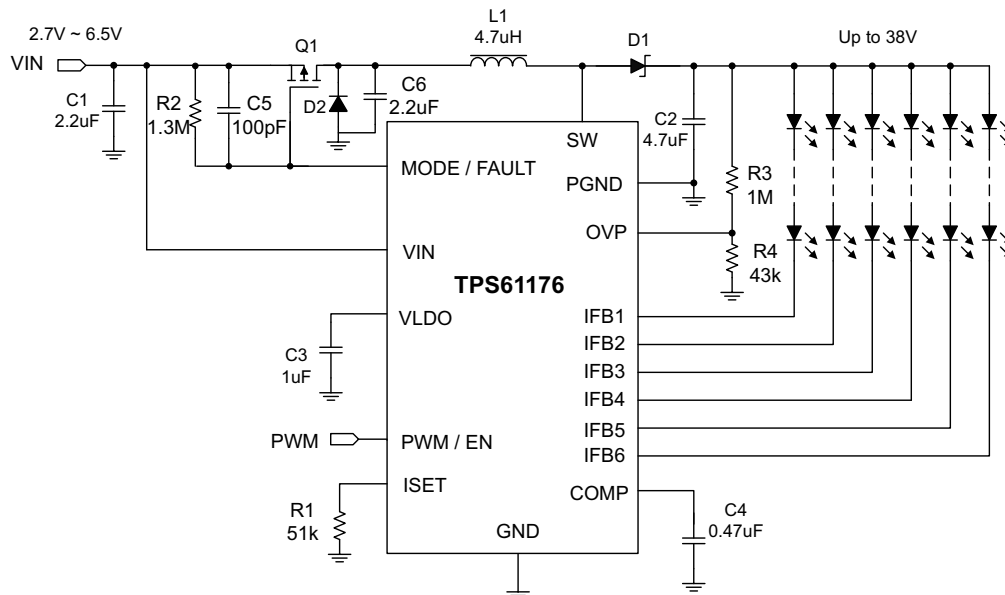 2.7V ~ 6.5V
VIN
C1
2.2uF
R2
1.3M
C5
100pF
Q1
D2
C6
2.2uF
L1
4.7uH
D1
Up to 38V
C2
4.7uF
R3
1M
R4
43k
SW
MODE / FAULT
PGND
OVP
VIN
TPS61176
VLDO
C3
1uF
IFB1
IFB2
IFB3
IFB4
IFB5
IFB6
PWM
PWM / EN
ISET
R1
51k
COMP
C4
0.47uF
GND